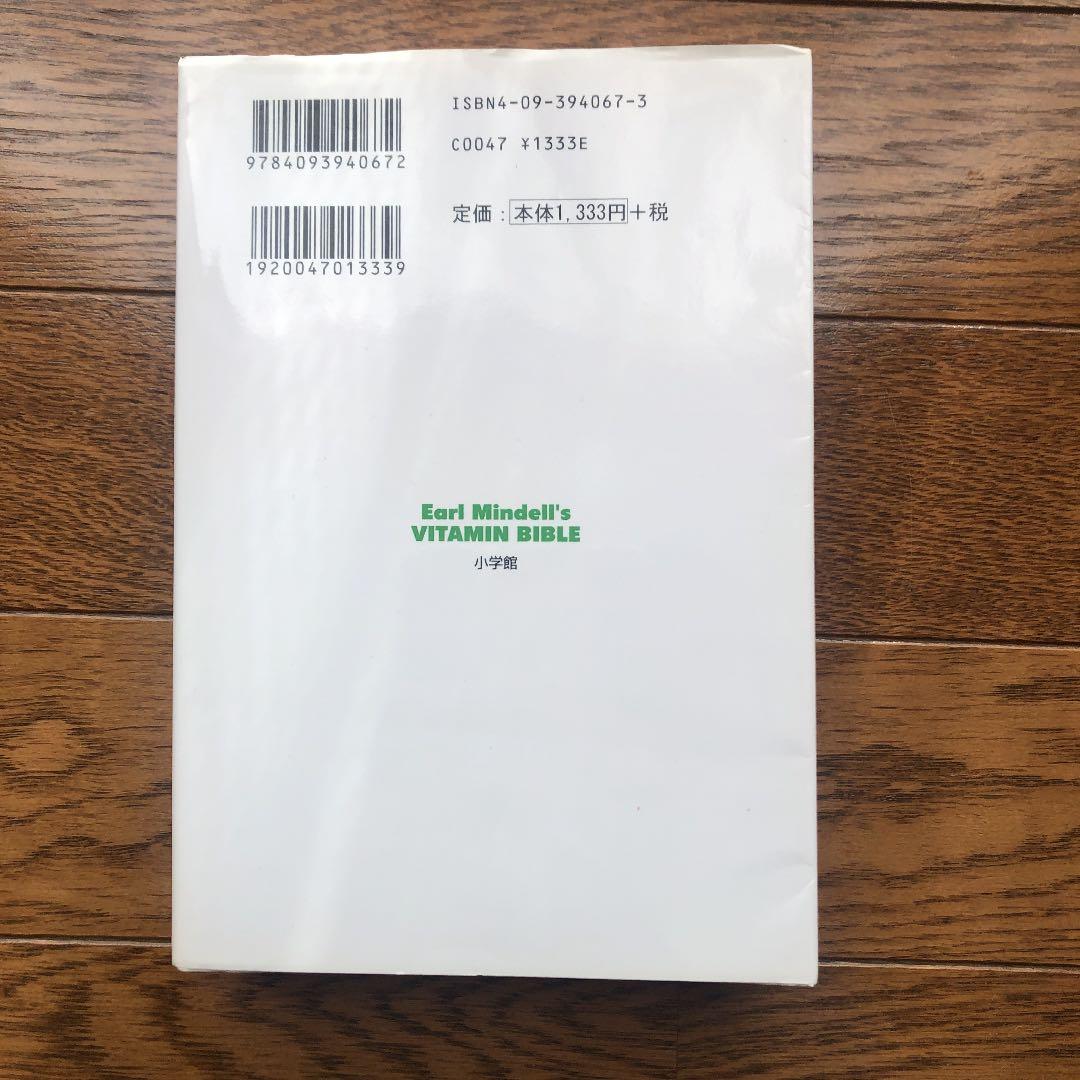 ISBN4-09-394067-3
9784093940672
C0047 ¥1333E
定価:本体1,333円+税
1920047013339
Earl Mindell's
VITAMIN BIBLE
小学館